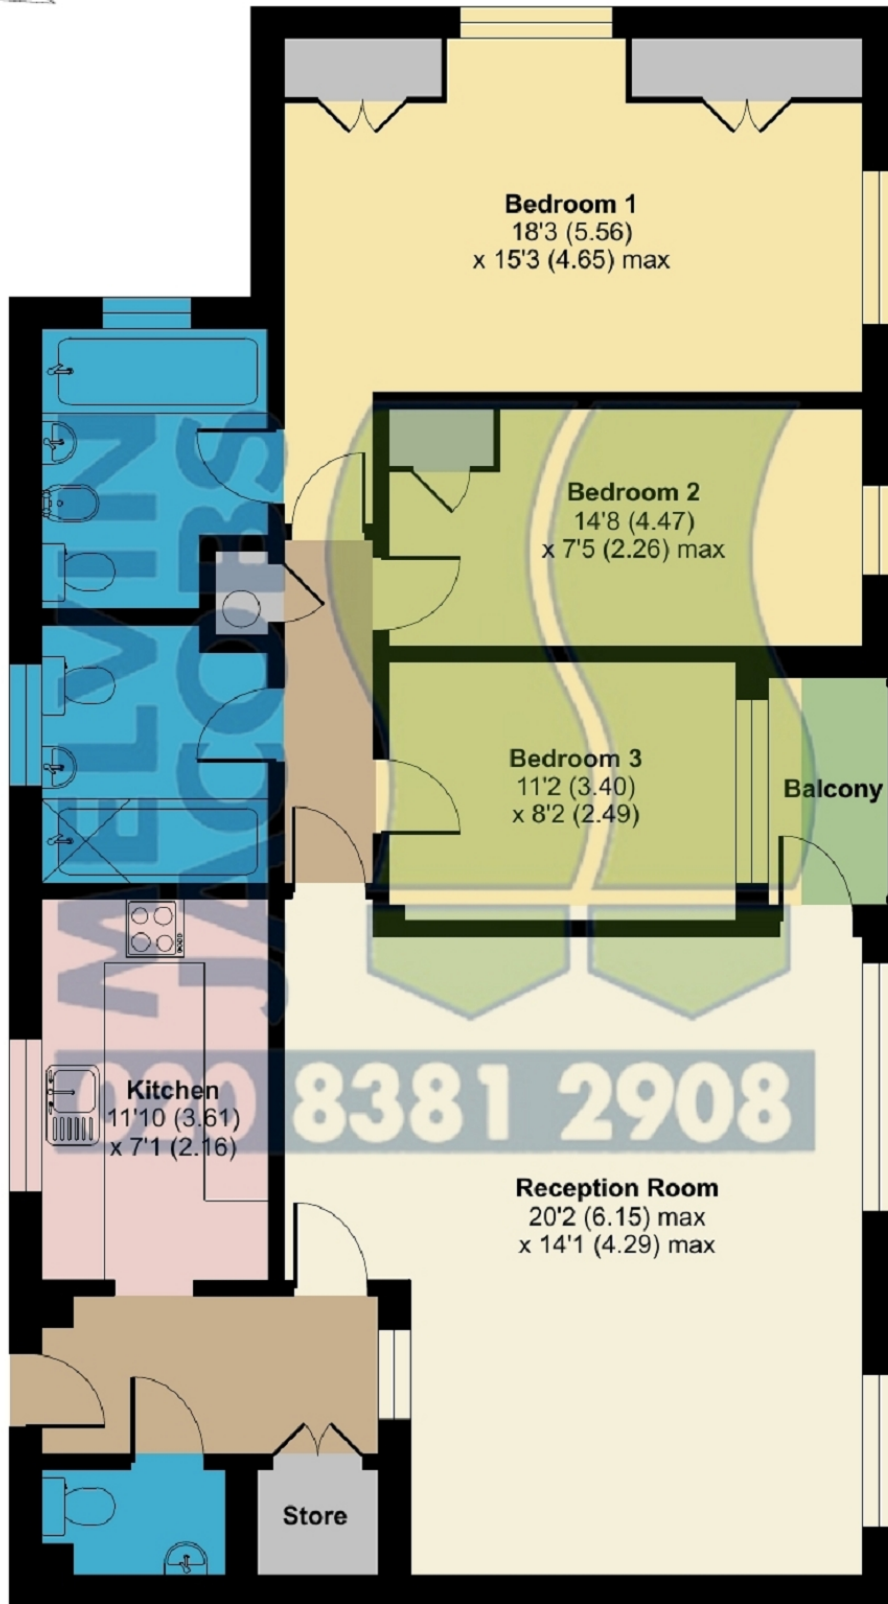 Bedroom 1
18'3 (5.56)
x 15'3 (4.65) max
Bedroom 2
14'8 (4.47)
x 7'5 (2.26) max
Bedroom 3
11'2 (3.40)
x 8'2 (2.49)
Balcony
MELVIN
JACOBS
020 8381 2908
Kitchen
11'10 (3.61)
x 7'1 (2.16)
Reception Room
20'2 (6.15) max
x 14'1 (4.29) max
Store